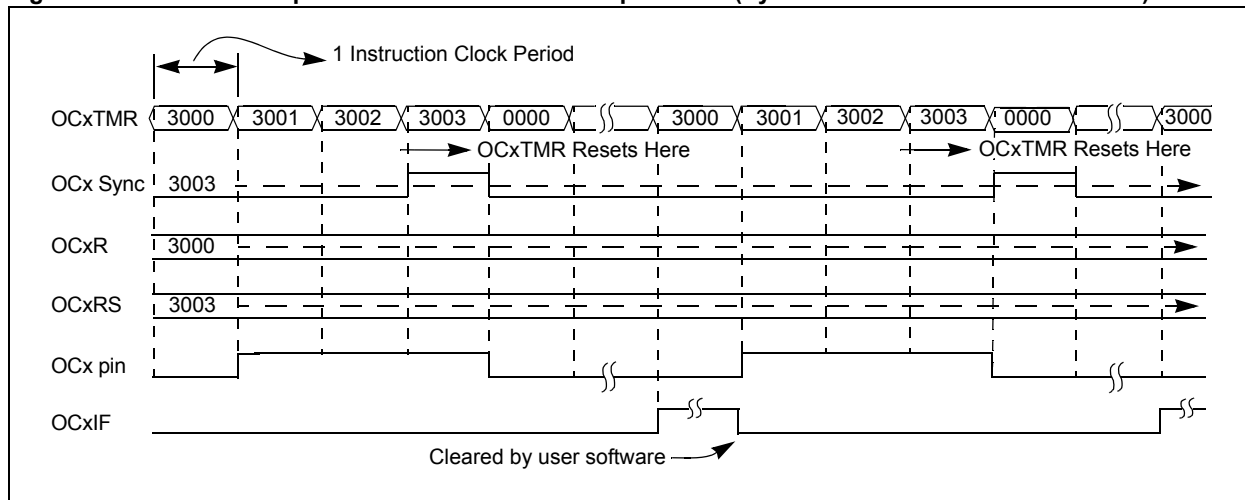 1 Instruction Clock Period
OCxTMR 3000 3001 3002 3003 0000 3000 3001 3002 3003 0000 3000
OCxTMR Resets Here OCxTMR Resets Here
OCx Sync 3003
OCxR 3000
OCxRS 3003
OCx pin
OCxIF
Cleared by user software